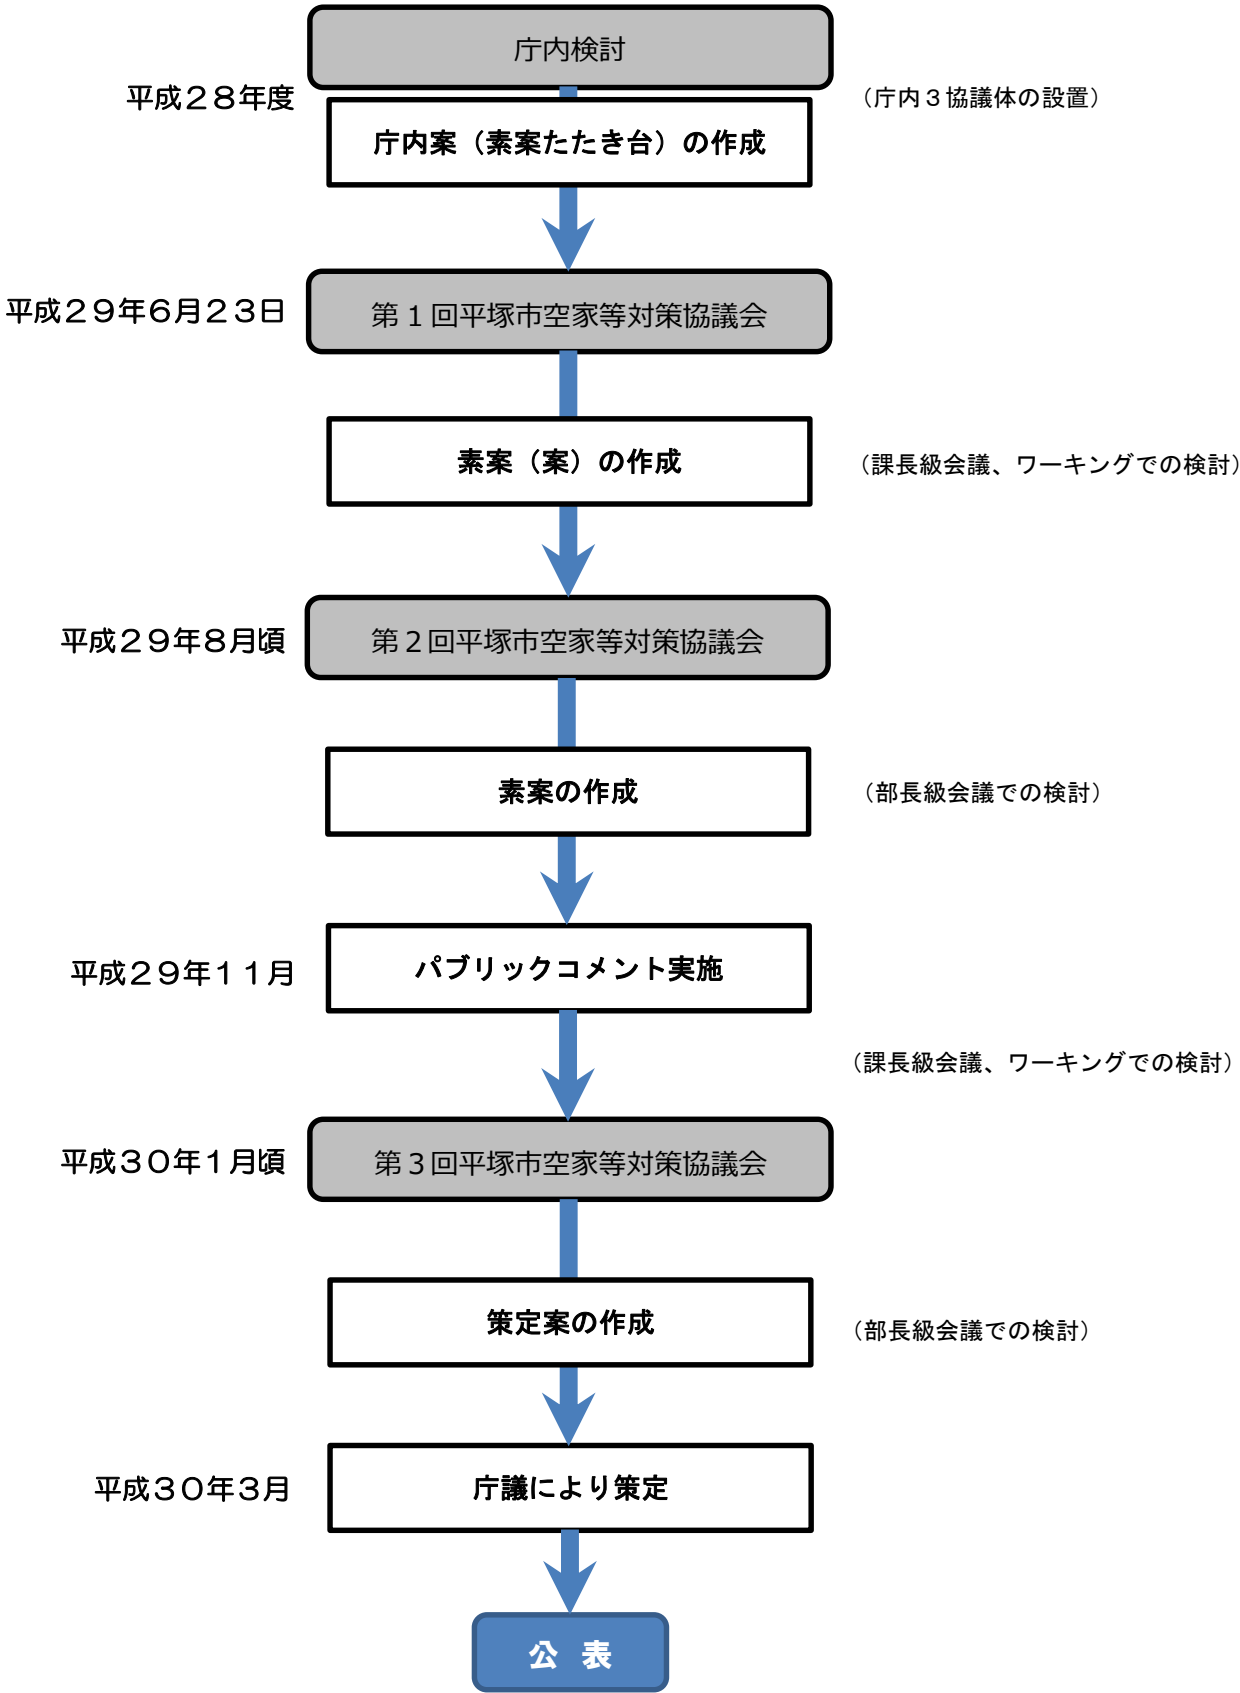 庁内検討
平成２８年度
（庁内３協議体の設置）
庁内案（素案たたき台）の作成
平成２９年６月２３日
第１回平塚市空家等対策協議会
素案（案）の作成
（課長級会議、ワーキングでの検討）
平成２９年８月頃
第２回平塚市空家等対策協議会
素案の作成
（部長級会議での検討）
平成２９年１１月
パブリックコメント実施
（課長級会議、ワーキングでの検討）
平成３０年１月頃
第３回平塚市空家等対策協議会
策定案の作成
（部長級会議での検討）
平成３０年３月
庁議により策定
公 表